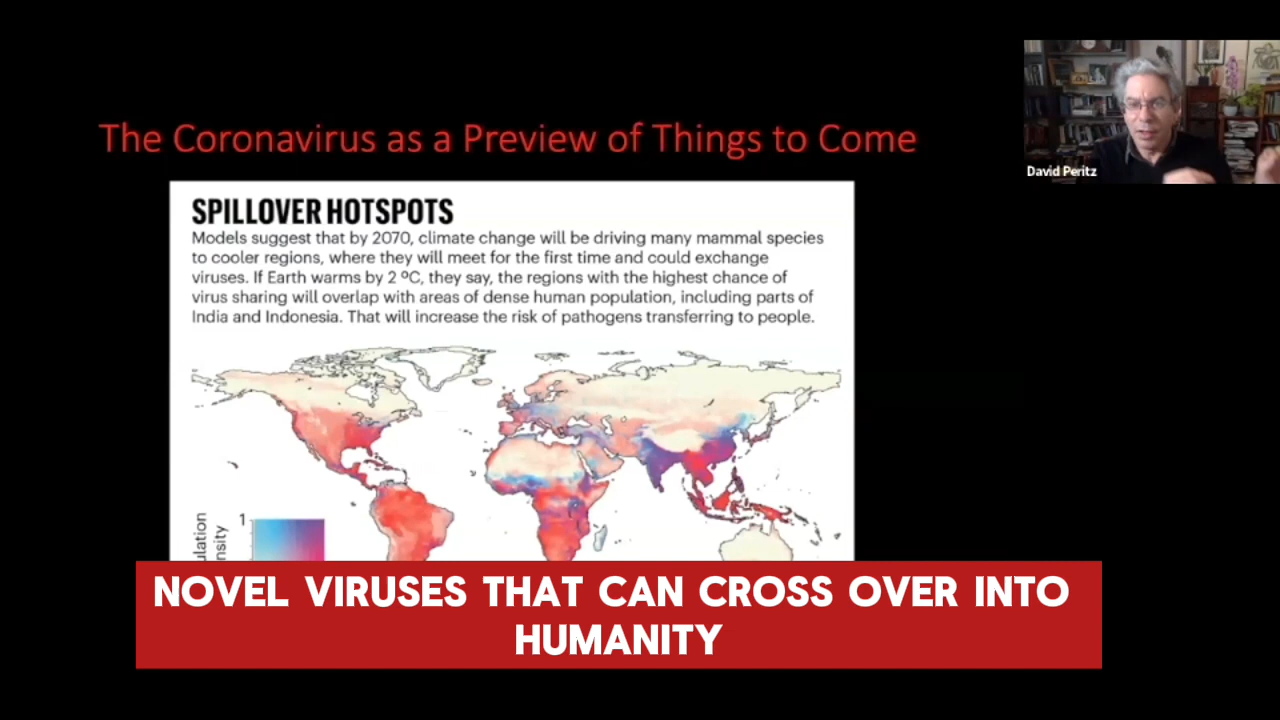 The Coronavirus as a Preview of Things to Come
David Peritz
SPILLOVER HOTSPOTS
Models suggest that by 2070, climate change will be driving many mammal species
to cooler regions, where they will meet for the first time and could exchange
viruses. If Earth warms by 2 ºC, they say, the regions with the highest chance of
virus sharing will overlap with areas of dense human population, including parts of
India and Indonesia. That will increase the risk of pathogens transferring to people.
1
NOVEL VIRUSES THAT CAN CROSS OVER INTO
HUMANITY